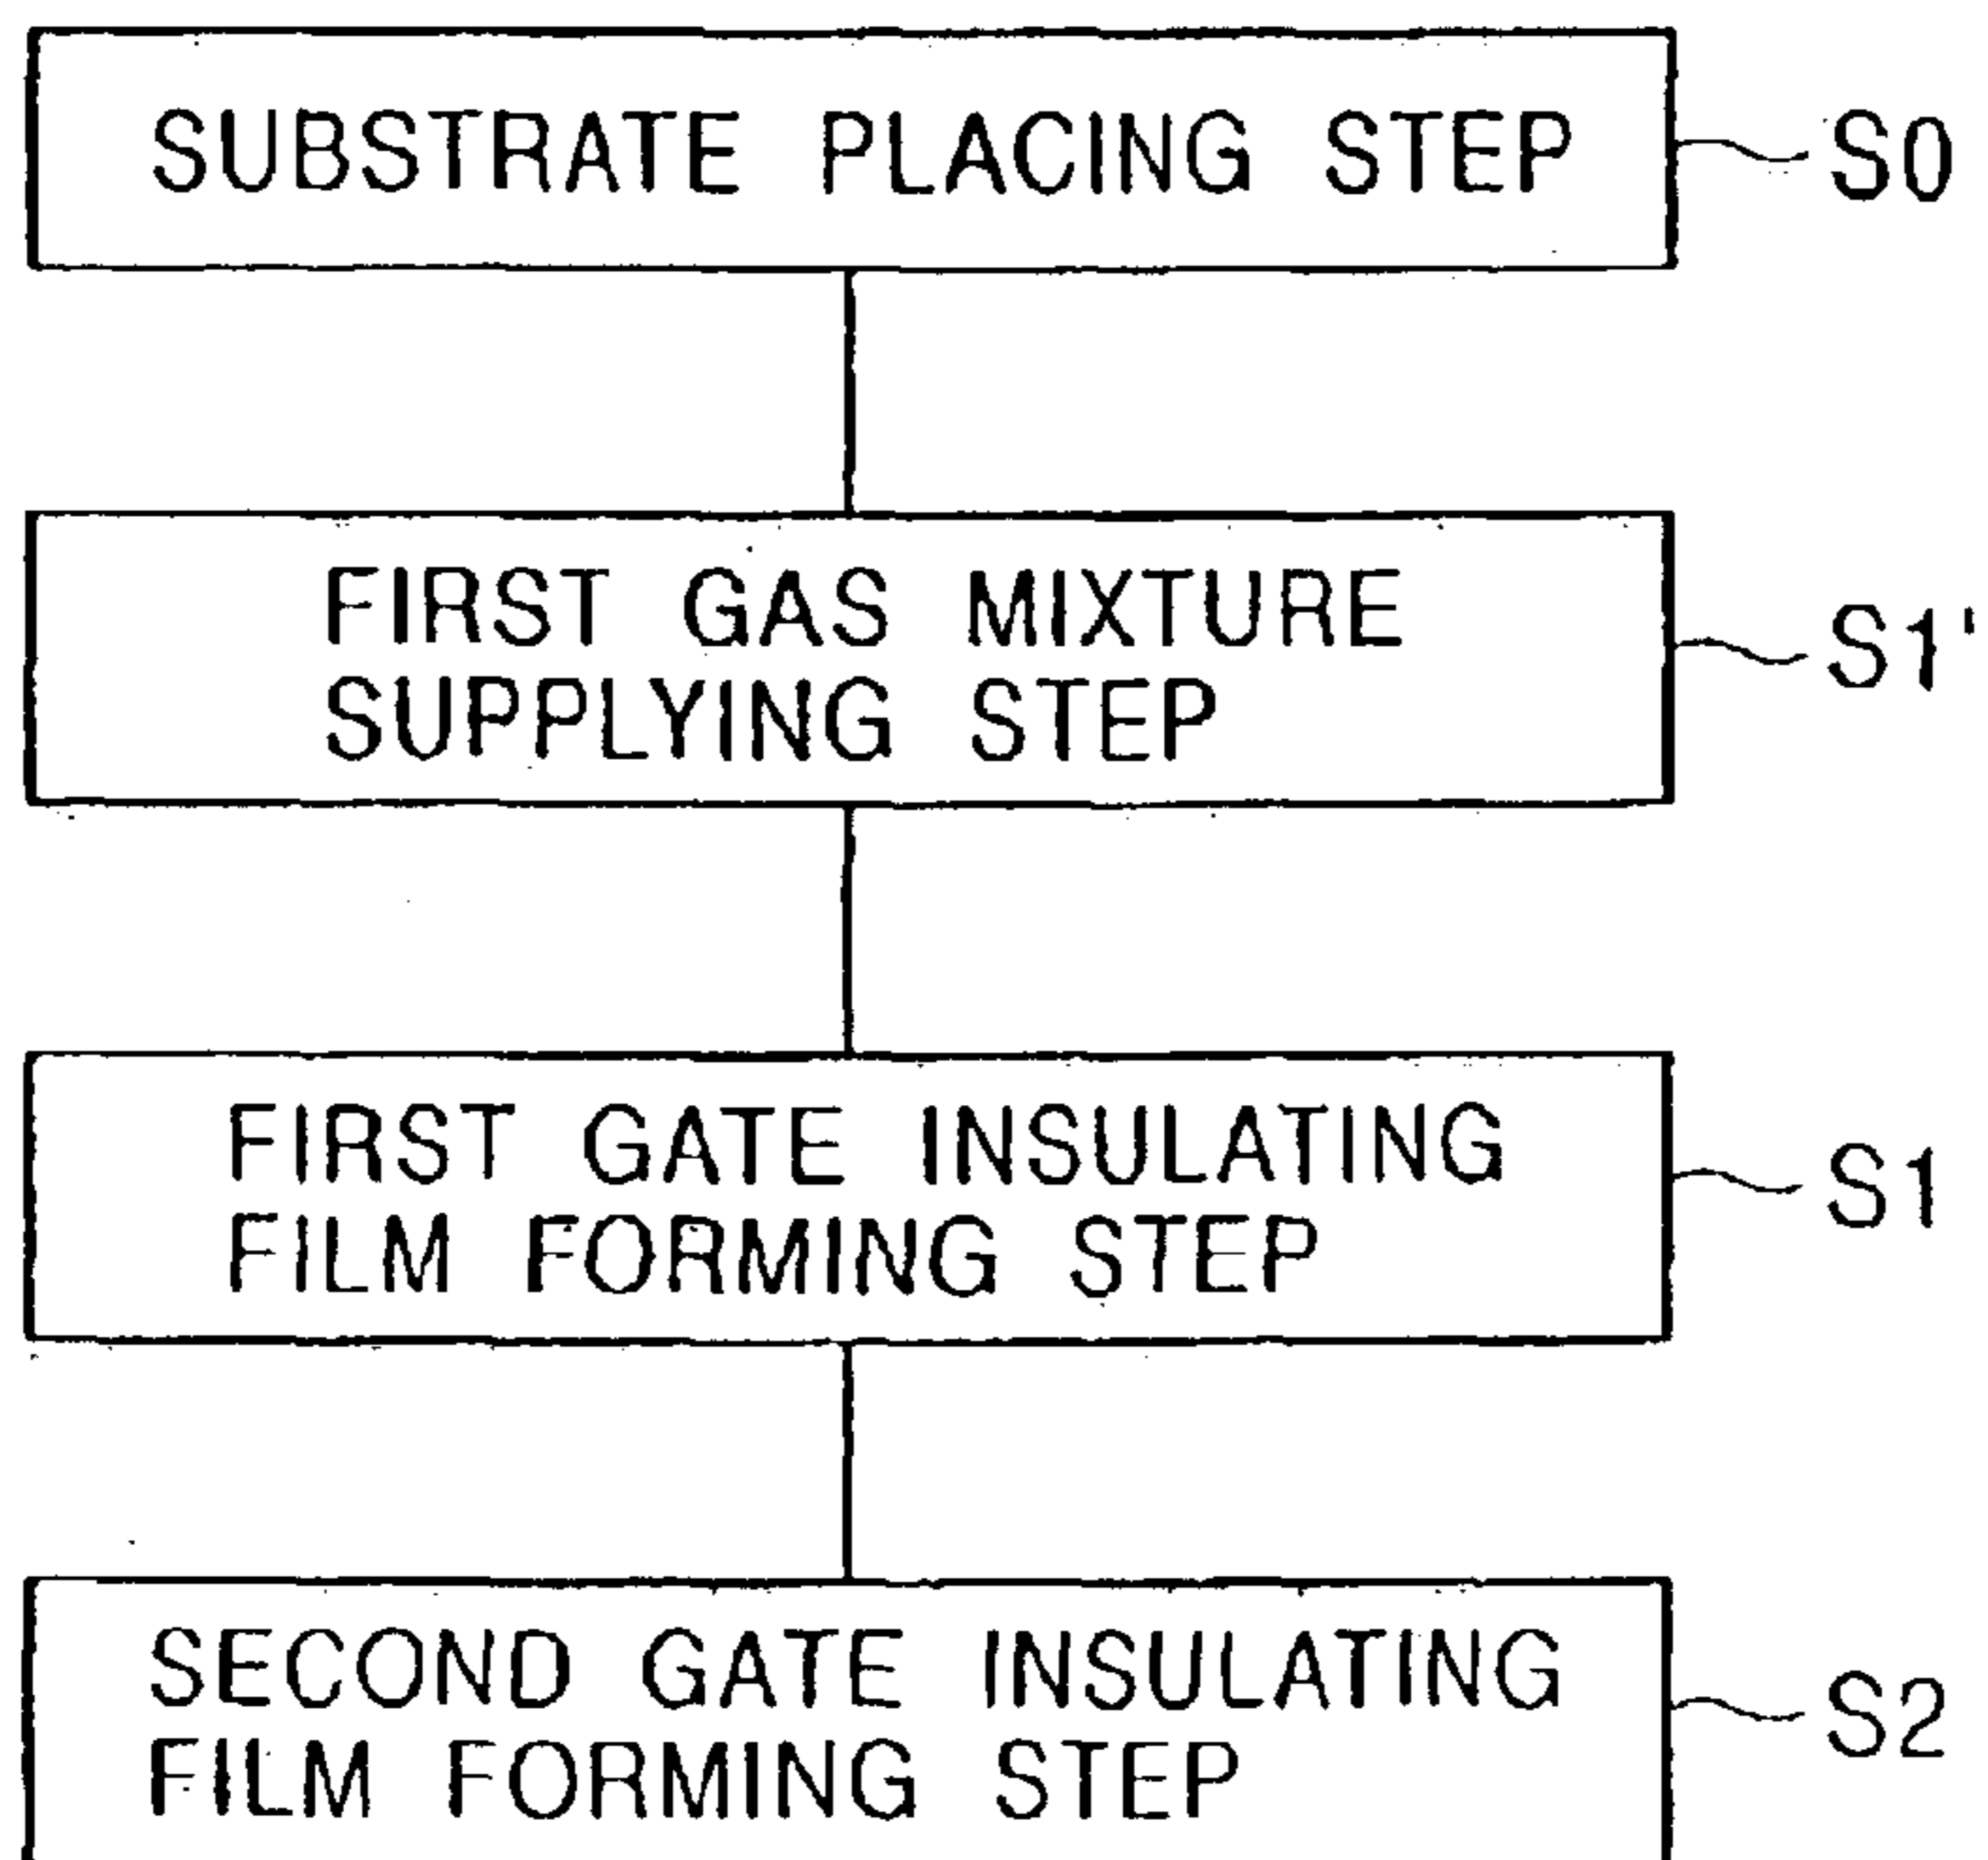 SUBSTRATE PLACING STEP
S0
FIRST GAS MIXTURE
SUPPLYING STEP
S1'
FIRST GATE INSULATING
FILM FORMING STEP
S1
SECOND GATE INSULATING
FILM FORMING STEP
S2